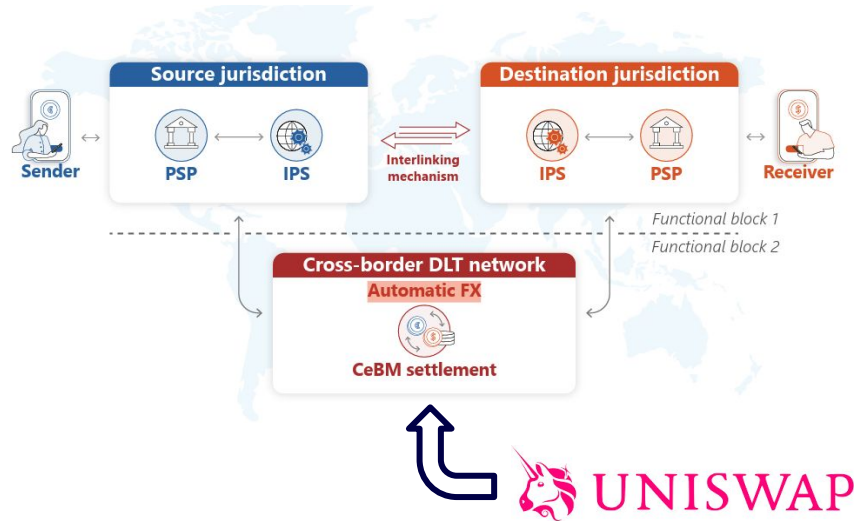 Source jurisdiction
Destination jurisdiction
€
$
Sender
PSP
IPS
Interlinking
mechanism
IPS
PSP
Receiver
Functional block 1
Functional block 2
Cross-border DLT network
Automatic FX
€
$
CeBM settlement
UNISWAP